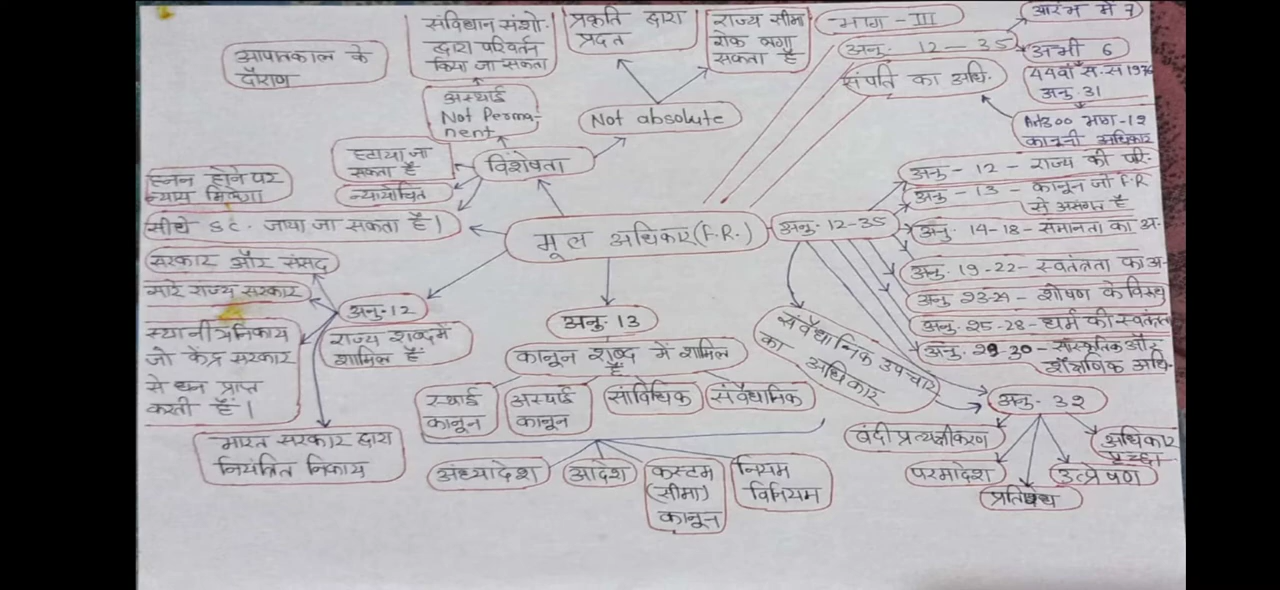 आपातकाल के
दौराण
संविधान संशो-
द्वारा परिवर्तन
किया जा सकता
प्रकृति द्वारा
प्रदत
राज्य सीमा
रोक लगा
सकता है
भाग - III
अनु. 12 - 35
आरंभ में 7
अभी 6
संपति का अधि.
44वाँ स.स 1976
अनु. 31
Art300 भाग-12
कानूनी अधिकार
अस्थाई
Not Perma-
nent
Not absolute
हटाया जा
सकता है
विशेषता
हनन होने पर
न्याय मिलेगा
न्यायोचित
सीधे S.C. जाया जा सकता है।
मूल अधिकार (F.R.)
अनु. 12-35
अनु - 12 - राज्य की परि-
अनु - 13 - कानून जो F.R
से असंगत है
अनु. 14-18 - समानता का अ-
अनु. 19-22 - स्वतंत्रता का अ-
अनु 23-24 - शोषण के विरुध
अनु. 25-28 - धर्म की स्वतंत्रता
अनु. 29-30 - सांस्कृतिक और
शैक्षणिक अधि-
सरकार और संसद
सारे राज्य सरकार
अनु-12
राज्य शब्द में
शामिल हैं
स्थानीय निकाय
जो केंद्र सरकार
से धन प्राप्त
करती हैं।
भारत सरकार द्वारा
नियंत्रित निकाय
अनु. 13
कानून शब्द में शामिल
हैं
स्थाई
कानून
अस्थाई
कानून
सांविधिक
संवैधानिक
अध्यादेश
आदेश
कस्टम
(सीमा)
कानून
नियम
विनियम
संवैधानिक उपचार
का अधिकार
अनु. 32
बंदी प्रत्यक्षीकरण
परमादेश
प्रतिषेध
उत्प्रेषण
अधिकार
पृच्छा